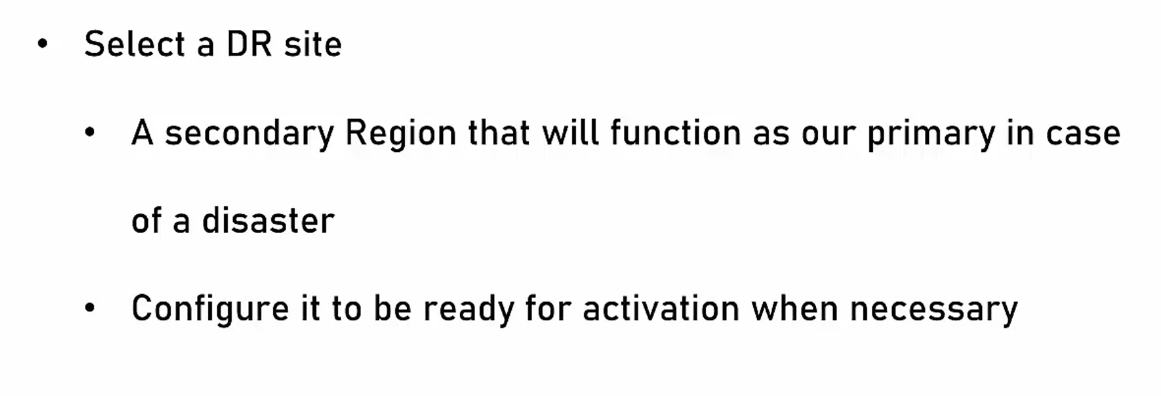 • Select a DR site
• A secondary Region that will function as our primary in case
of a disaster
• Configure it to be ready for activation when necessary